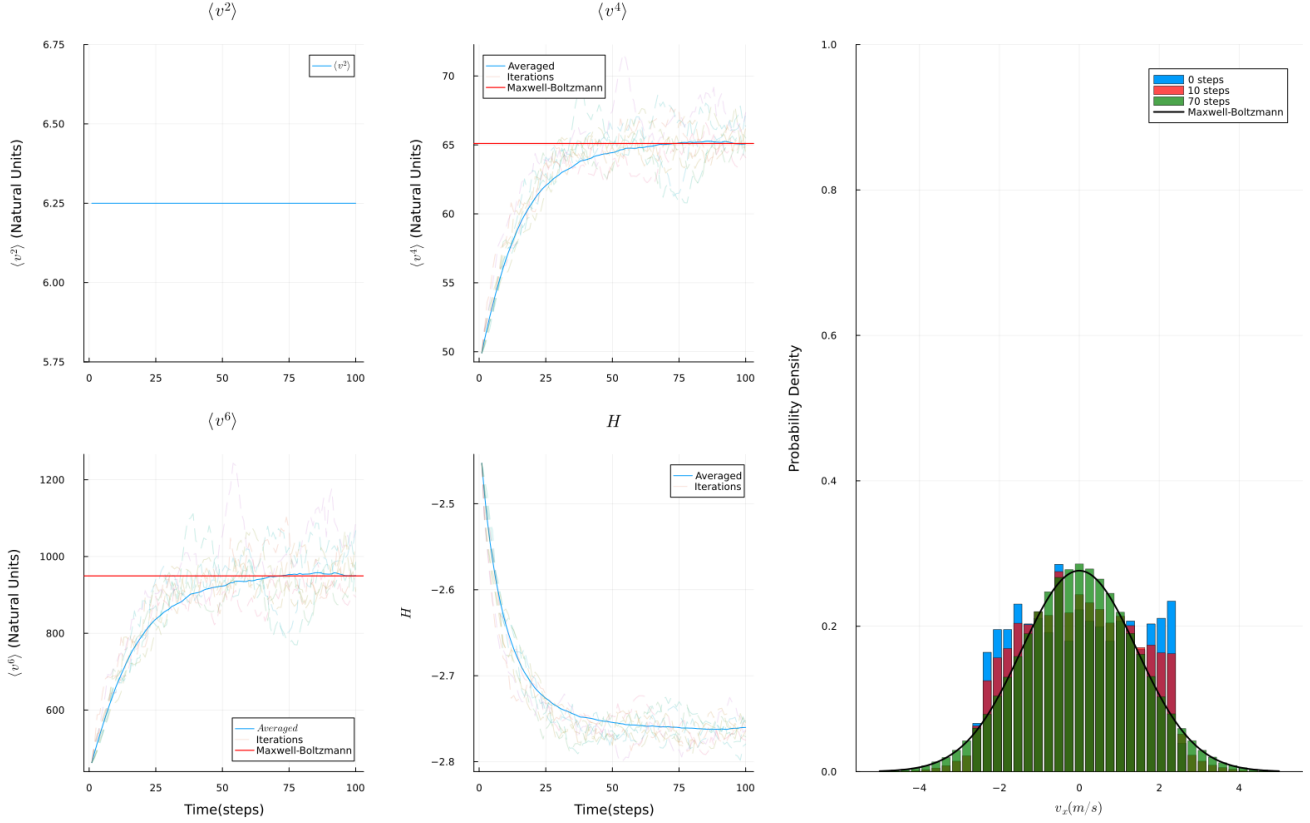 ⟨v²⟩
⟨v²⟩ (Natural Units)
6.75
6.50
6.25
6.00
5.75
⟨v²⟩
0 25 50 75 100
⟨v⁴⟩
⟨v⁴⟩ (Natural Units)
70
65
60
55
50
Averaged
Iterations
Maxwell-Boltzmann
0 25 50 75 100
⟨v⁶⟩
⟨v⁶⟩ (Natural Units)
1200
1000
800
600
Averaged
Iterations
Maxwell-Boltzmann
0 25 50 75 100
Time(steps)
H
H
−2.5
−2.6
−2.7
−2.8
Averaged
Iterations
0 25 50 75 100
Time(steps)
Probability Density
1.0
0.8
0.6
0.4
0.2
0.0
0 steps
10 steps
70 steps
Maxwell-Boltzmann
−4 −2 0 2 4
vₓ(m/s)